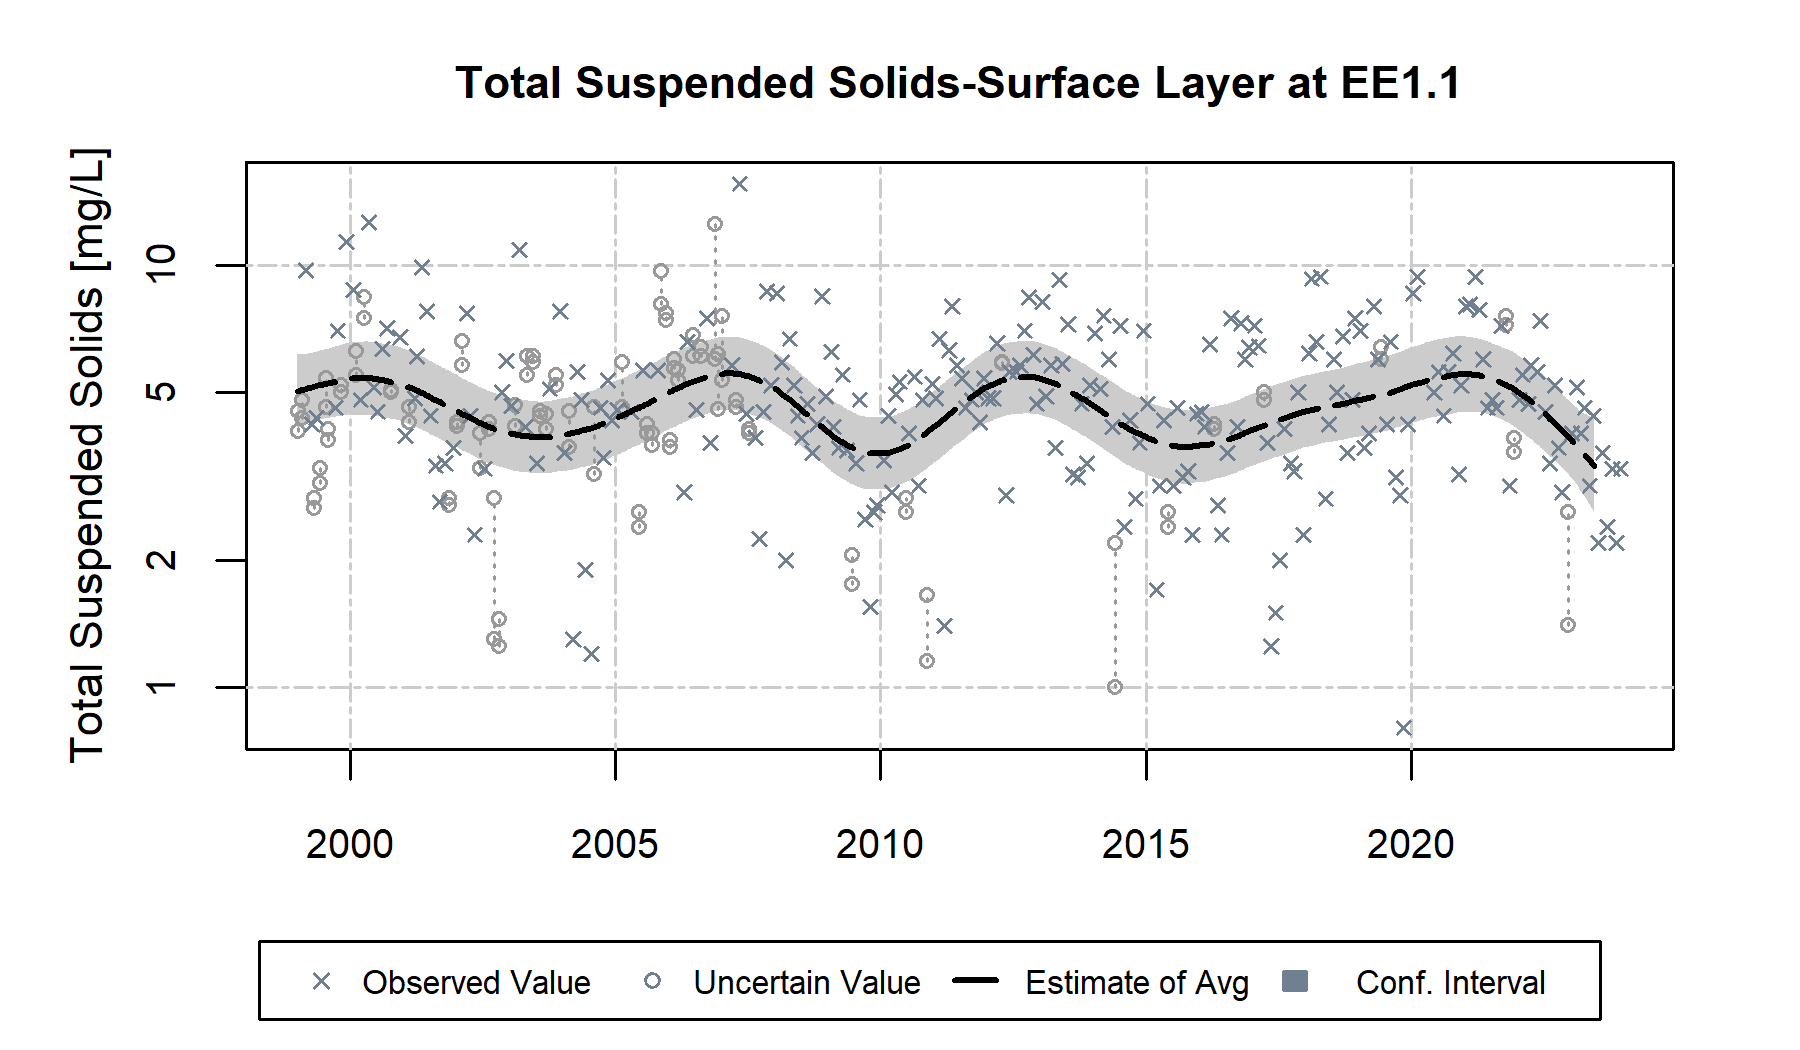 Total Suspended Solids-Surface Layer at EE1.1
Total Suspended Solids [mg/L]
10
5
2
1
2000 2005 2010 2015 2020
Observed Value Uncertain Value Estimate of Avg Conf. Interval